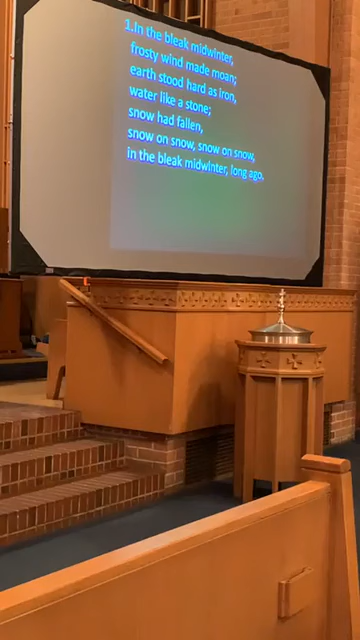 1.In the bleak midwinter,
frosty wind made moan;
earth stood hard as iron,
water like a stone;
snow had fallen,
snow on snow, snow on snow,
in the bleak midwinter, long ago.